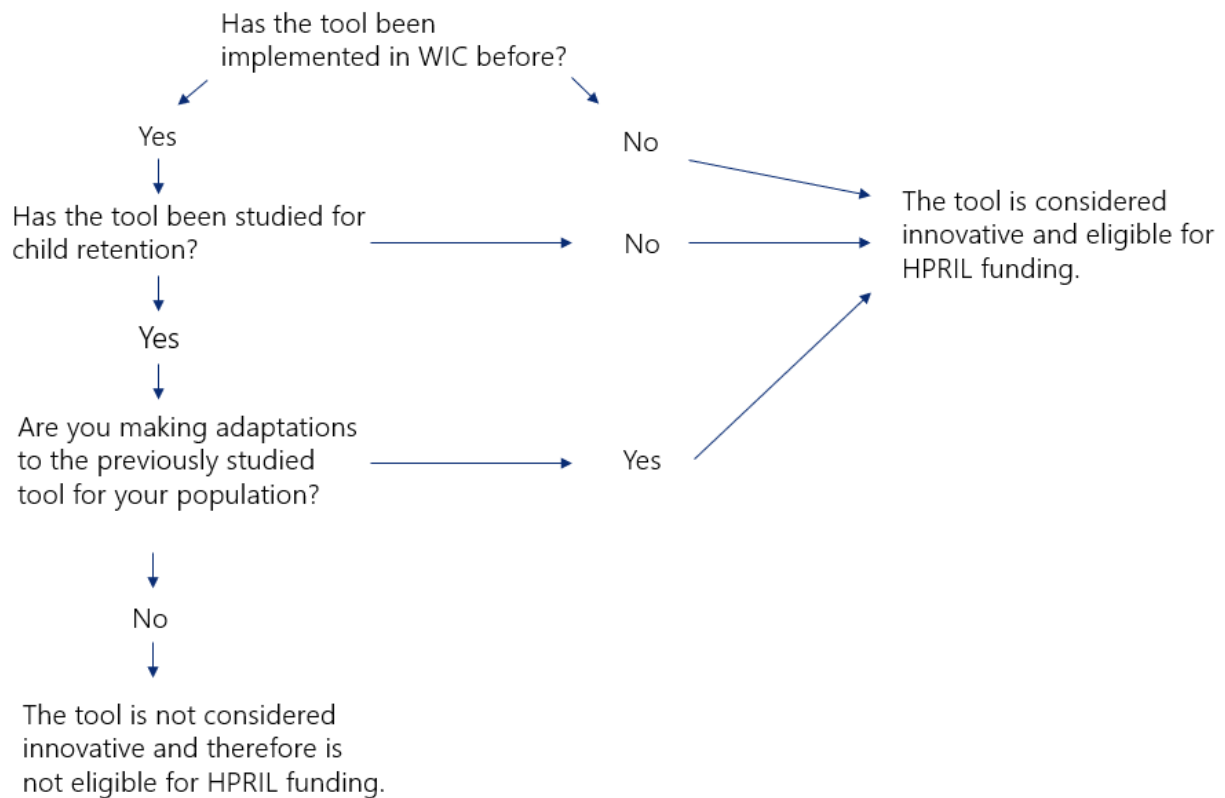 Has the tool been
implemented in WIC before?
Yes
No
Has the tool been studied for
child retention?
No
The tool is considered
innovative and eligible for
HPRIL funding.
Yes
Are you making adaptations
to the previously studied
tool for your population?
Yes
No
The tool is not considered
innovative and therefore is
not eligible for HPRIL funding.